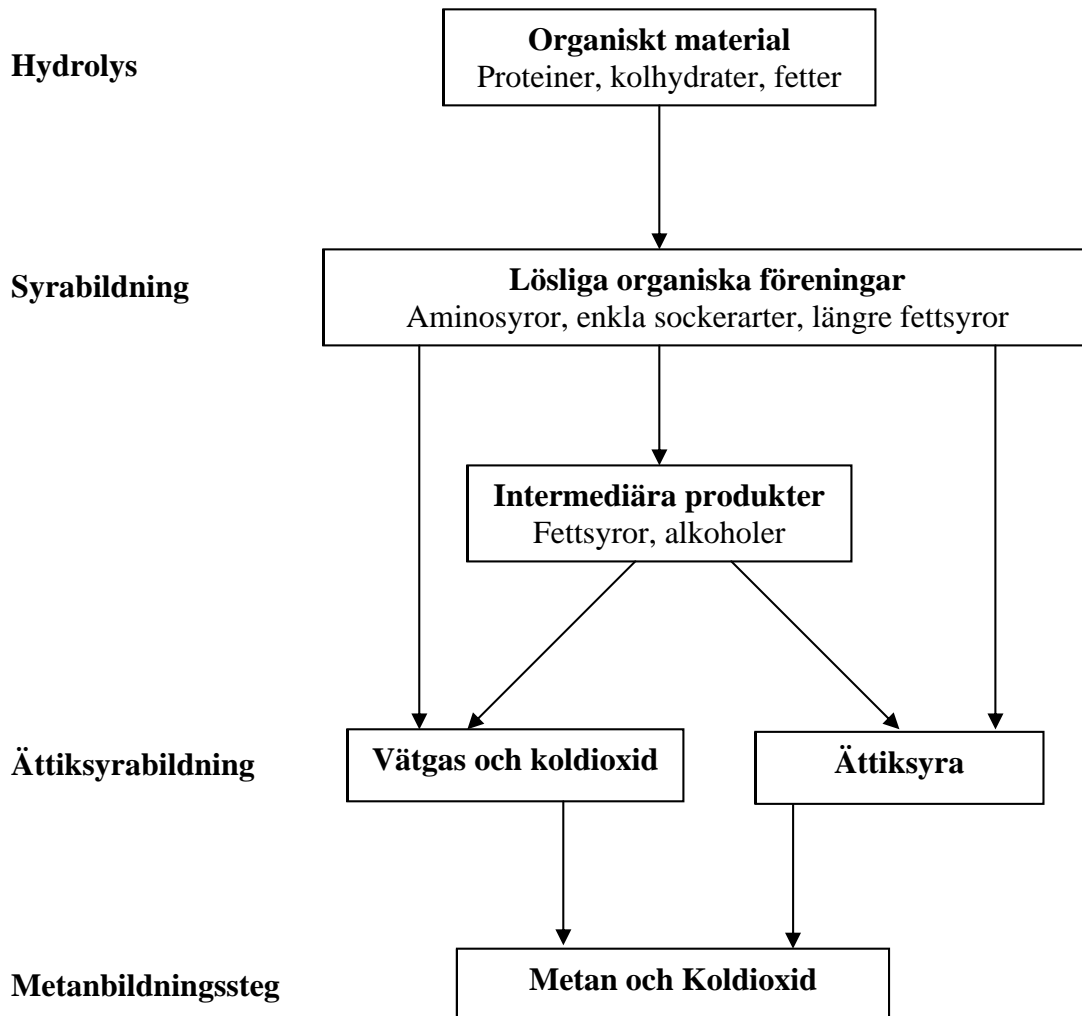 Hydrolys
Organiskt material
Proteiner, kolhydrater, fetter
Syrabildning
Lösliga organiska föreningar
Aminosyror, enkla sockerarter, längre fettsyror
Intermediära produkter
Fettsyror, alkoholer
Ättiksyrabildning
Vätgas och koldioxid
Ättiksyra
Metanbildningssteg
Metan och Koldioxid